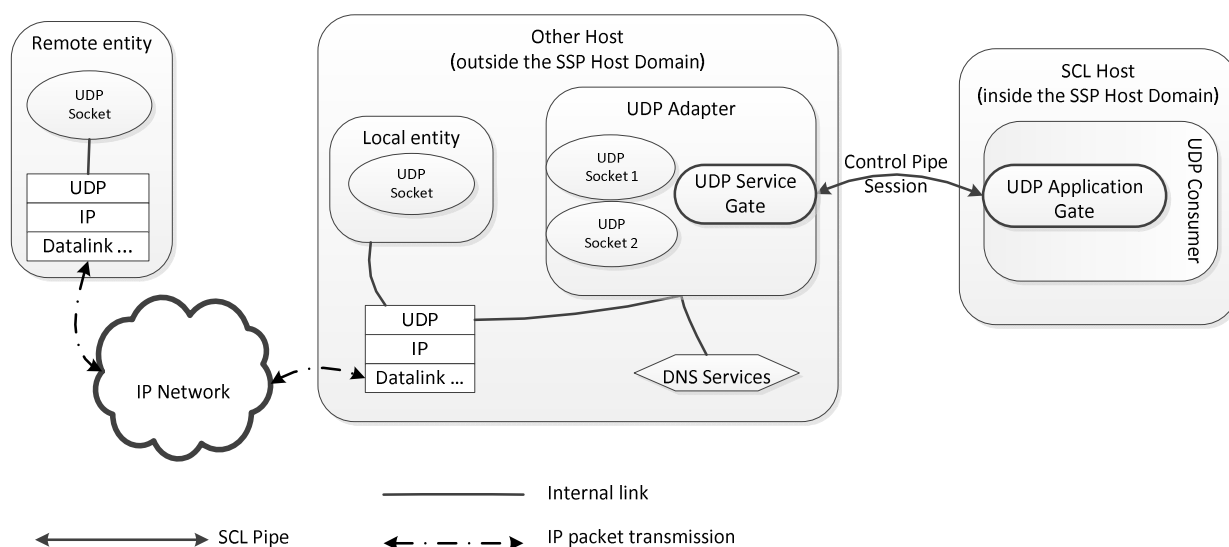 Remote entity
UDP
Socket
UDP
IP
Datalink ...
IP Network
Other Host
(outside the SSP Host Domain)
Local entity
UDP
Socket
UDP Adapter
UDP
Socket 1
UDP
Socket 2
UDP Service
Gate
UDP
IP
Datalink ...
DNS Services
Control Pipe
Session
SCL Host
(inside the SSP Host Domain)
UDP Application
Gate
UDP Consumer
Internal link
SCL Pipe
IP packet transmission